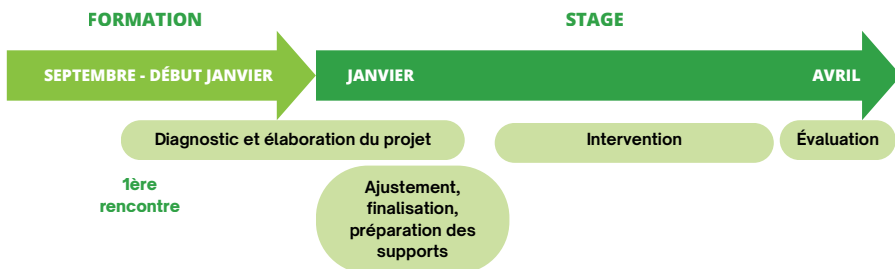 FORMATION
STAGE
SEPTEMBRE - DÉBUT JANVIER
JANVIER
AVRIL
Diagnostic et élaboration du projet
Intervention
Évaluation
1ère
rencontre
Ajustement,
finalisation,
préparation des
supports